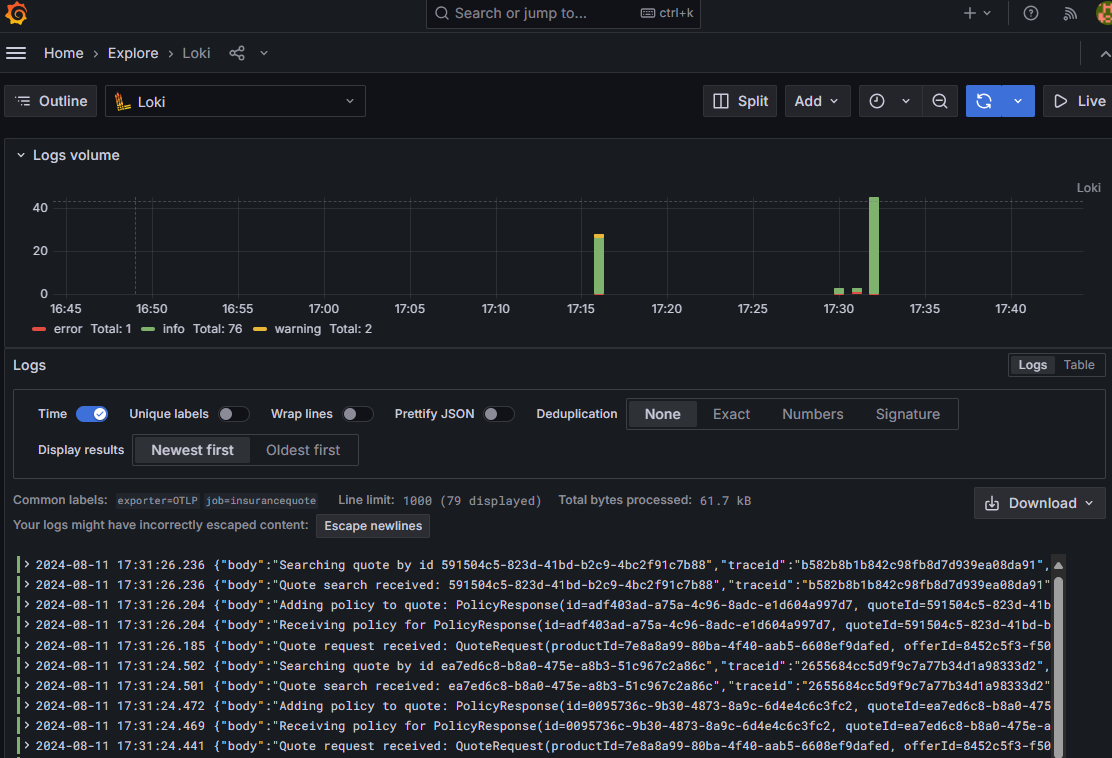 Search or jump to... ctrl+k
Home › Explore › Loki
Outline Loki Split Add Live
Logs volume
Loki
40
20
0
16:45 16:50 16:55 17:00 17:05 17:10 17:15 17:20 17:25 17:30 17:35 17:40
error Total: 1 info Total: 76 warning Total: 2
Logs Logs Table
Time Unique labels Wrap lines Prettify JSON Deduplication None Exact Numbers Signature
Display results Newest first Oldest first
Common labels: exporter=OTLP job=insurancequote Line limit: 1000 (79 displayed) Total bytes processed: 61.7 kB
Download
Your logs might have incorrectly escaped content: Escape newlines
2024-08-11 17:31:26.236 {"body":"Searching quote by id 591504c5-823d-41bd-b2c9-4bc2f91c7b88","traceid":"b582b8b1b842c98fb8d7d939ea08da91",
2024-08-11 17:31:26.236 {"body":"Quote search received: 591504c5-823d-41bd-b2c9-4bc2f91c7b88","traceid":"b582b8b1b842c98fb8d7d939ea08da91"
2024-08-11 17:31:26.204 {"body":"Adding policy to quote: PolicyResponse(id=adf403ad-a75a-4c96-8adc-e1d604a997d7, quoteId=591504c5-823d-41b
2024-08-11 17:31:26.204 {"body":"Receiving policy for PolicyResponse(id=adf403ad-a75a-4c96-8adc-e1d604a997d7, quoteId=591504c5-823d-41bd-b
2024-08-11 17:31:26.185 {"body":"Quote request received: QuoteRequest(productId=7e8a8a99-80ba-4f40-aab5-6608ef9dafed, offerId=8452c5f3-f50
2024-08-11 17:31:24.502 {"body":"Searching quote by id ea7ed6c8-b8a0-475e-a8b3-51c967c2a86c","traceid":"2655684cc5d9f9c7a77b34d1a98333d2",
2024-08-11 17:31:24.501 {"body":"Quote search received: ea7ed6c8-b8a0-475e-a8b3-51c967c2a86c","traceid":"2655684cc5d9f9c7a77b34d1a98333d2"
2024-08-11 17:31:24.472 {"body":"Adding policy to quote: PolicyResponse(id=0095736c-9b30-4873-8a9c-6d4e4c6c3fc2, quoteId=ea7ed6c8-b8a0-475
2024-08-11 17:31:24.469 {"body":"Receiving policy for PolicyResponse(id=0095736c-9b30-4873-8a9c-6d4e4c6c3fc2, quoteId=ea7ed6c8-b8a0-475e-a
2024-08-11 17:31:24.441 {"body":"Quote request received: QuoteRequest(productId=7e8a8a99-80ba-4f40-aab5-6608ef9dafed, offerId=8452c5f3-f50